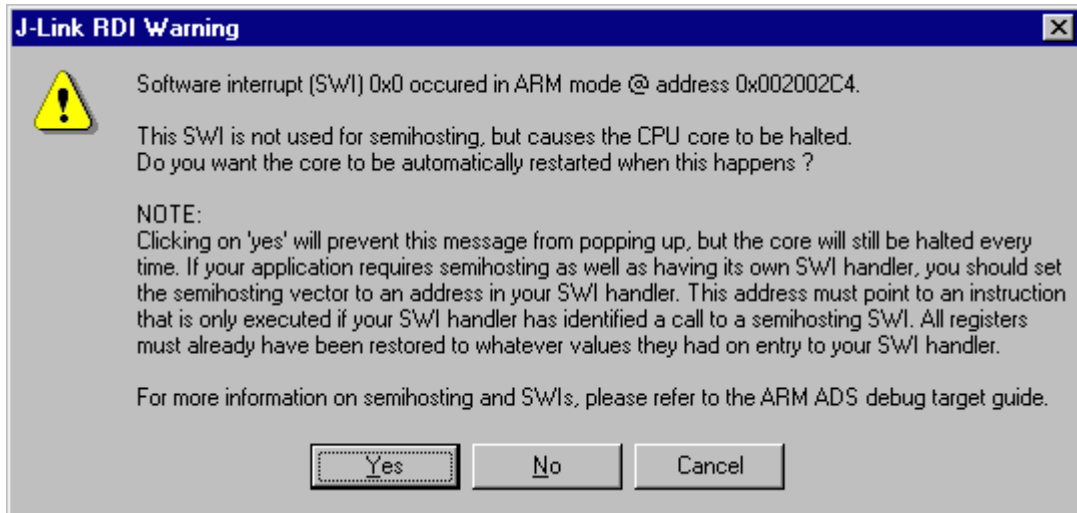 J-Link RDI Warning
Software interrupt (SWI) 0x0 occured in ARM mode @ address 0x002002C4.
This SWI is not used for semihosting, but causes the CPU core to be halted.
Do you want the core to be automatically restarted when this happens ?
NOTE:
Clicking on 'yes' will prevent this message from popping up, but the core will still be halted every
time. If your application requires semihosting as well as having its own SWI handler, you should set
the semihosting vector to an address in your SWI handler. This address must point to an instruction
that is only executed if your SWI handler has identified a call to a semihosting SWI. All registers
must already have been restored to whatever values they had on entry to your SWI handler.
For more information on semihosting and SWIs, please refer to the ARM ADS debug target guide.
Yes No Cancel